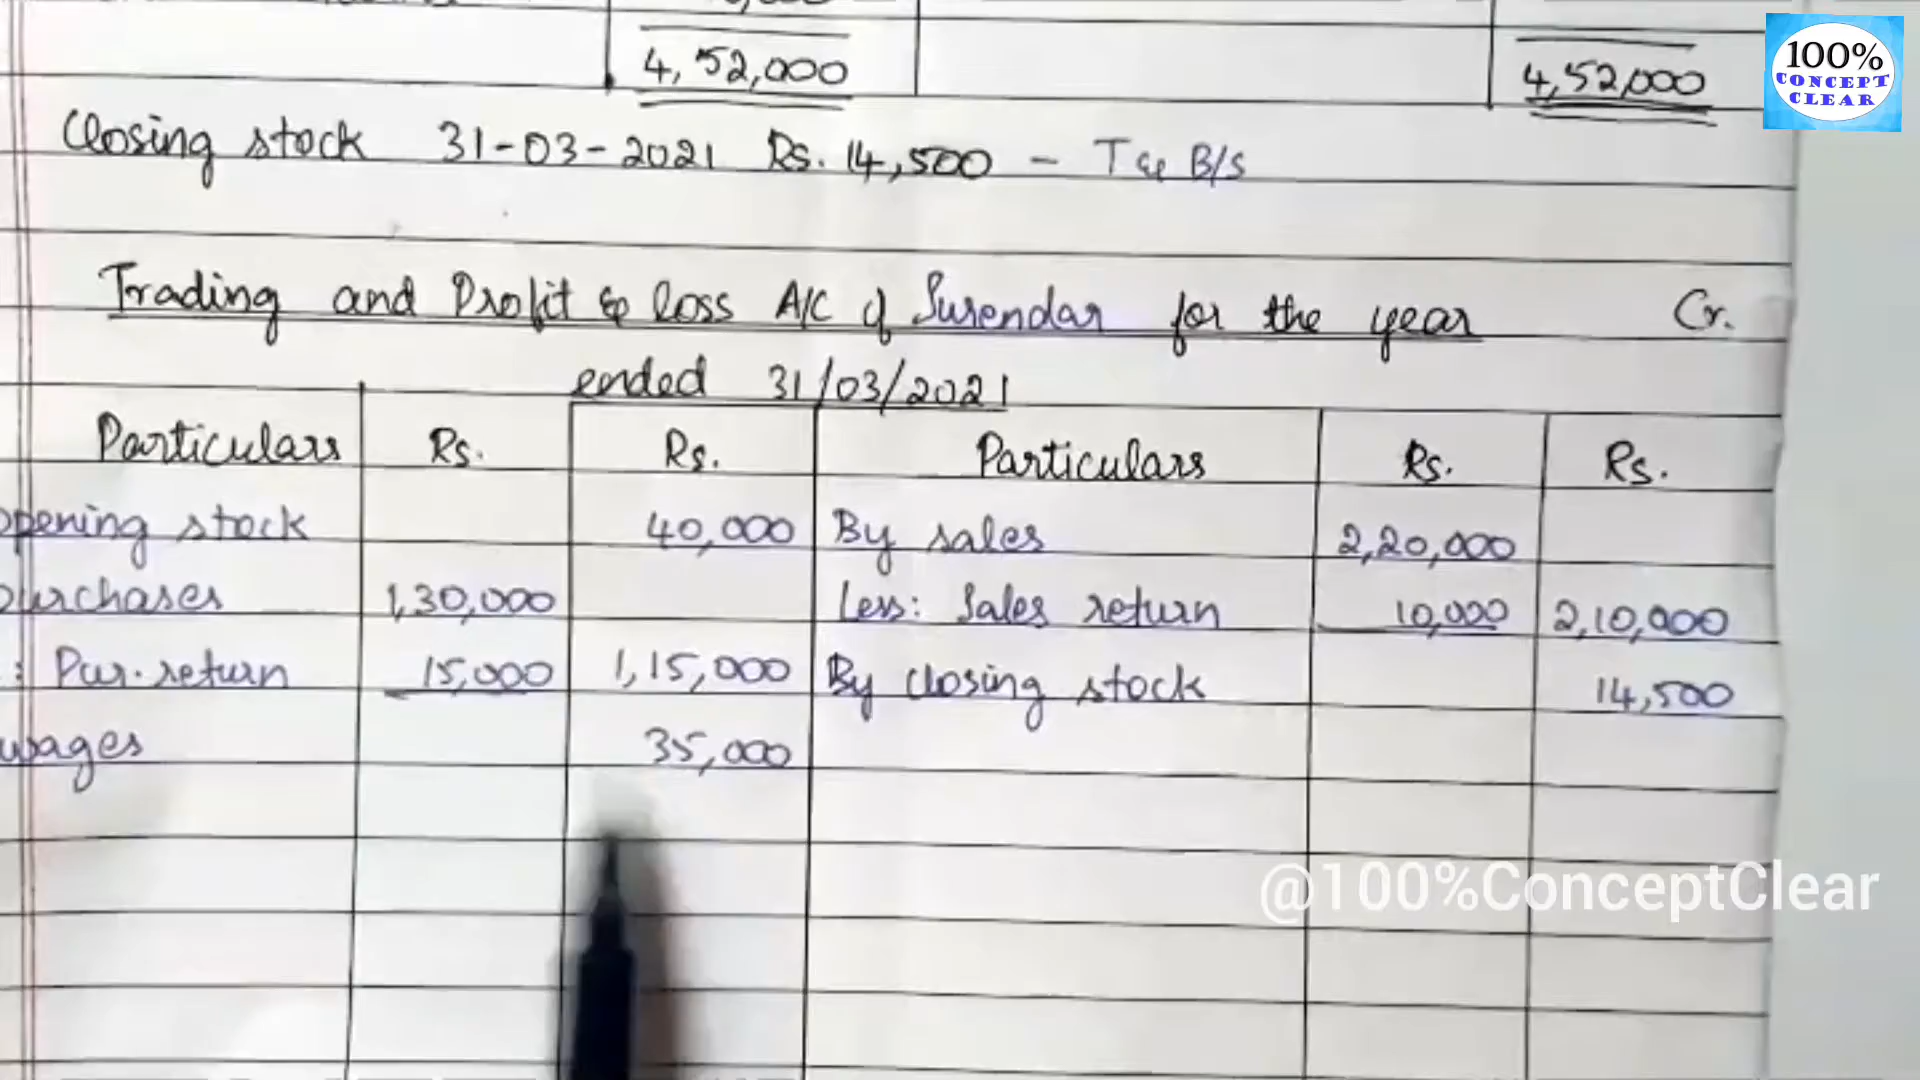 4,52,000 4,52,000
100%
CONCEPT
CLEAR
Closing stock 31-03-2021 Rs. 14,500 - T & B/S
Trading and Profit & loss A/C of Surendar for the year Cr.
ended 31/03/2021
Particulars Rs. Rs. Particulars Rs. Rs.
opening stock 40,000 By sales 2,20,000
purchases 1,30,000 Less: Sales return 10,000 2,10,000
: Pur. return 15,000 1,15,000 By closing stock 14,500
wages 35,000
@100%ConceptClear